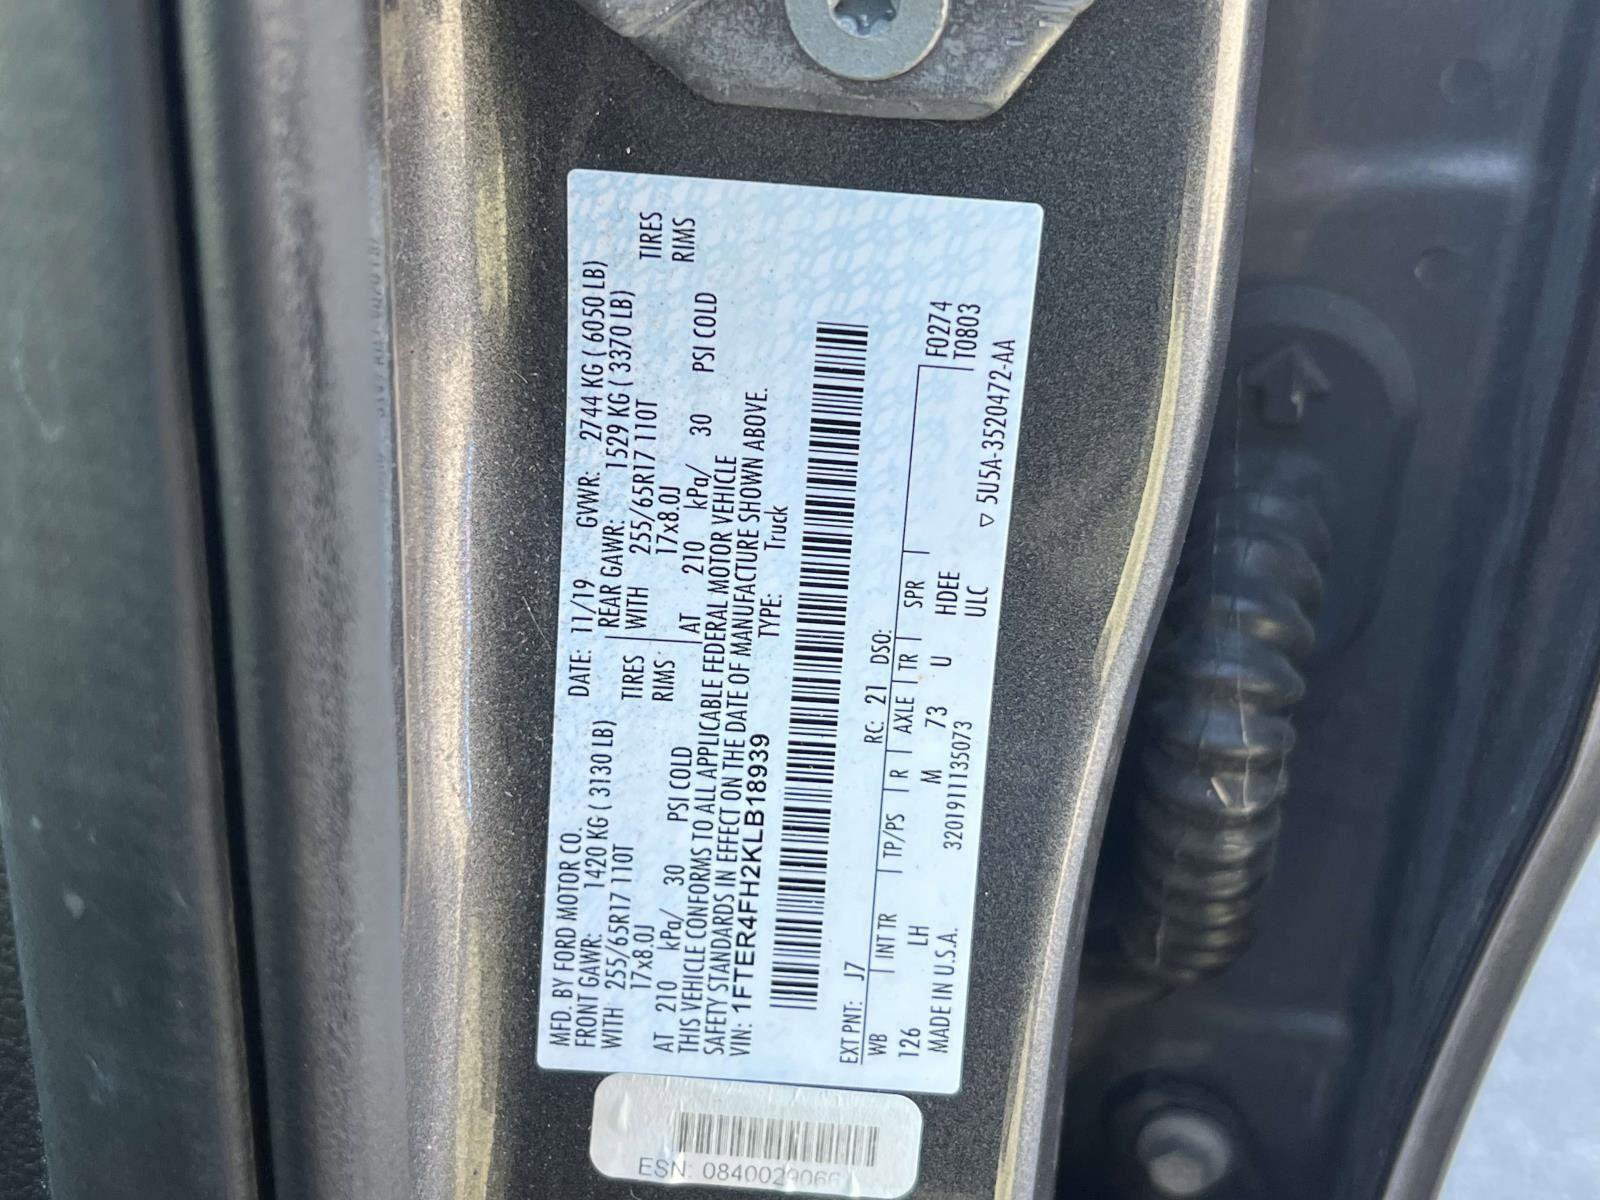 MFD. BY FORD MOTOR CO. DATE: 11/19 GVWR: 2744 KG ( 6050 LB)
FRONT GAWR: 1420 KG ( 3130 LB) REAR GAWR: 1529 KG ( 3370 LB)
WITH 255/65R17 110T TIRES WITH 255/65R17 110T TIRES
17x8.0J RIMS 17x8.0J RIMS
AT 210 kPa/ 30 PSI COLD AT 210 kPa/ 30 PSI COLD
THIS VEHICLE CONFORMS TO ALL APPLICABLE FEDERAL MOTOR VEHICLE
SAFETY STANDARDS IN EFFECT ON THE DATE OF MANUFACTURE SHOWN ABOVE.
VIN: 1FTER4FH2KLB18939 TYPE: Truck
EXT PNT: J7 RC: 21 DSO:
WB INT TR TP/PS R AXLE TR SPR F0274
126 LH M 73 U HDEE T0803
MADE IN U.S.A. 3201911135073 ULC
▽ 5U5A-3520472-AA
ESN: